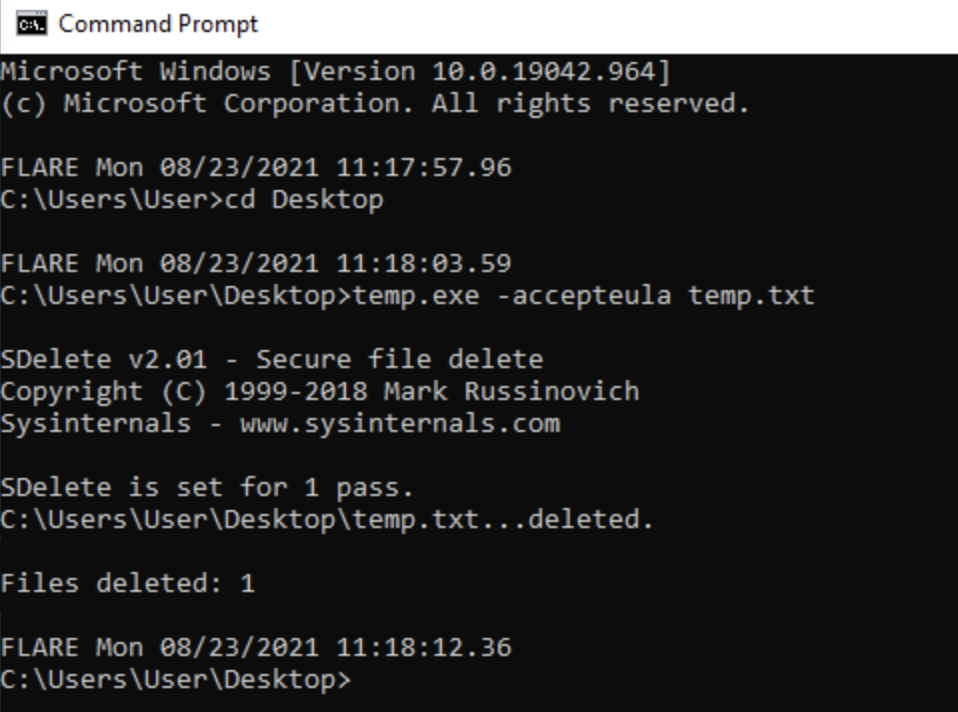 Command Prompt
Microsoft Windows [Version 10.0.19042.964]
(c) Microsoft Corporation. All rights reserved.
FLARE Mon 08/23/2021 11:17:57.96
C:\Users\User>cd Desktop
FLARE Mon 08/23/2021 11:18:03.59
C:\Users\User\Desktop>temp.exe -accepteula temp.txt
SDelete v2.01 - Secure file delete
Copyright (C) 1999-2018 Mark Russinovich
Sysinternals - www.sysinternals.com
SDelete is set for 1 pass.
C:\Users\User\Desktop\temp.txt...deleted.
Files deleted: 1
FLARE Mon 08/23/2021 11:18:12.36
C:\Users\User\Desktop>